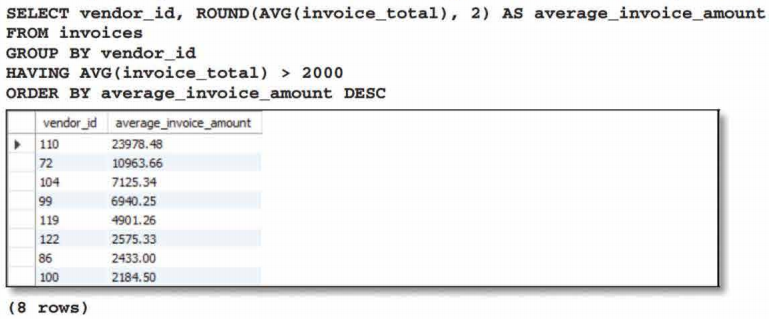 SELECT vendor_id, ROUND(AVG(invoice_total), 2) AS average_invoice_amount
FROM invoices
GROUP BY vendor_id
HAVING AVG(invoice_total) > 2000
ORDER BY average_invoice_amount DESC
vendor_id average_invoice_amount
110 23978.48
72 10963.66
104 7125.34
99 6940.25
119 4901.26
122 2575.33
86 2433.00
100 2184.50
(8 rows)